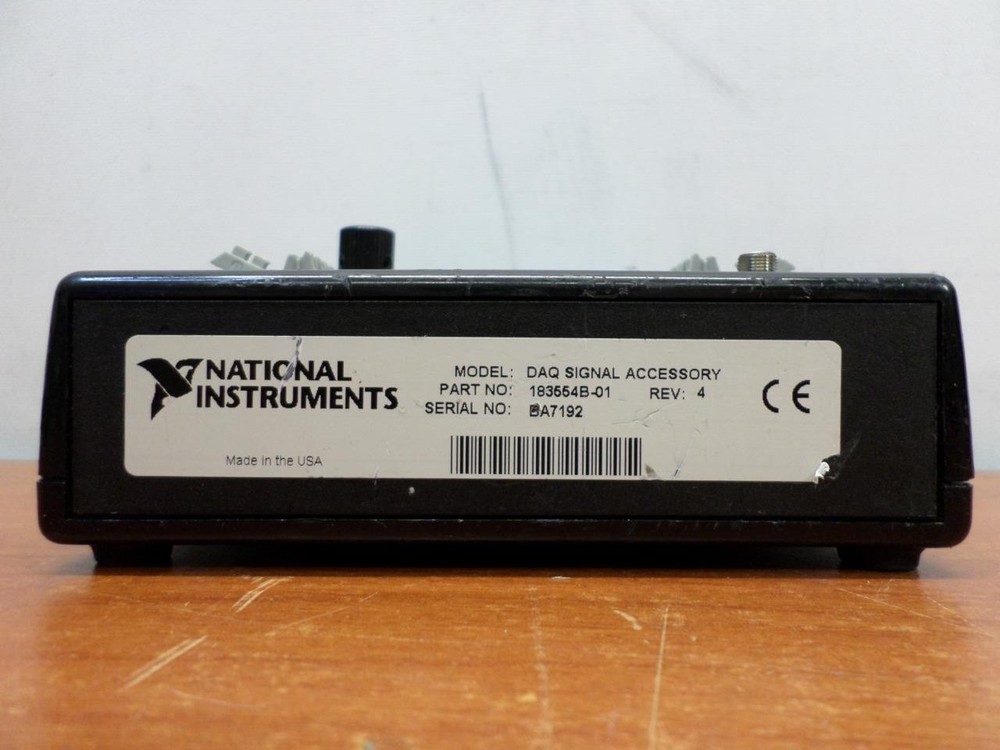 NATIONAL
INSTRUMENTS
MODEL: DAQ SIGNAL ACCESSORY
PART NO: 183554B-01 REV: 4
SERIAL NO: BA7192
CE
Made in the USA